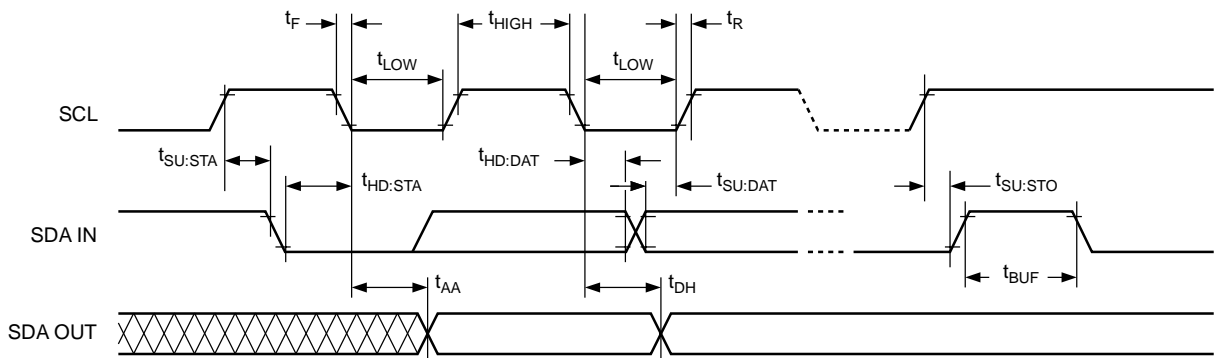 tF
tHIGH
tR
tLOW
tLOW
SCL
tSU:STA
tHD:STA
tHD:DAT
tSU:DAT
tSU:STO
SDA IN
tBUF
tAA
tDH
SDA OUT